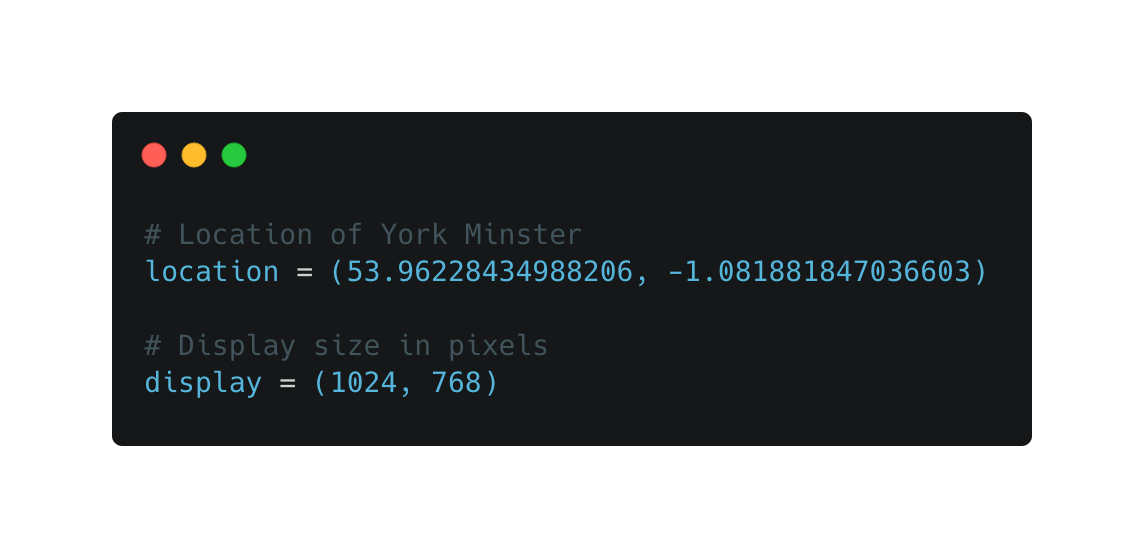 # Location of York Minster
location = (53.96228434988206, -1.081881847036603)
# Display size in pixels
display = (1024, 768)